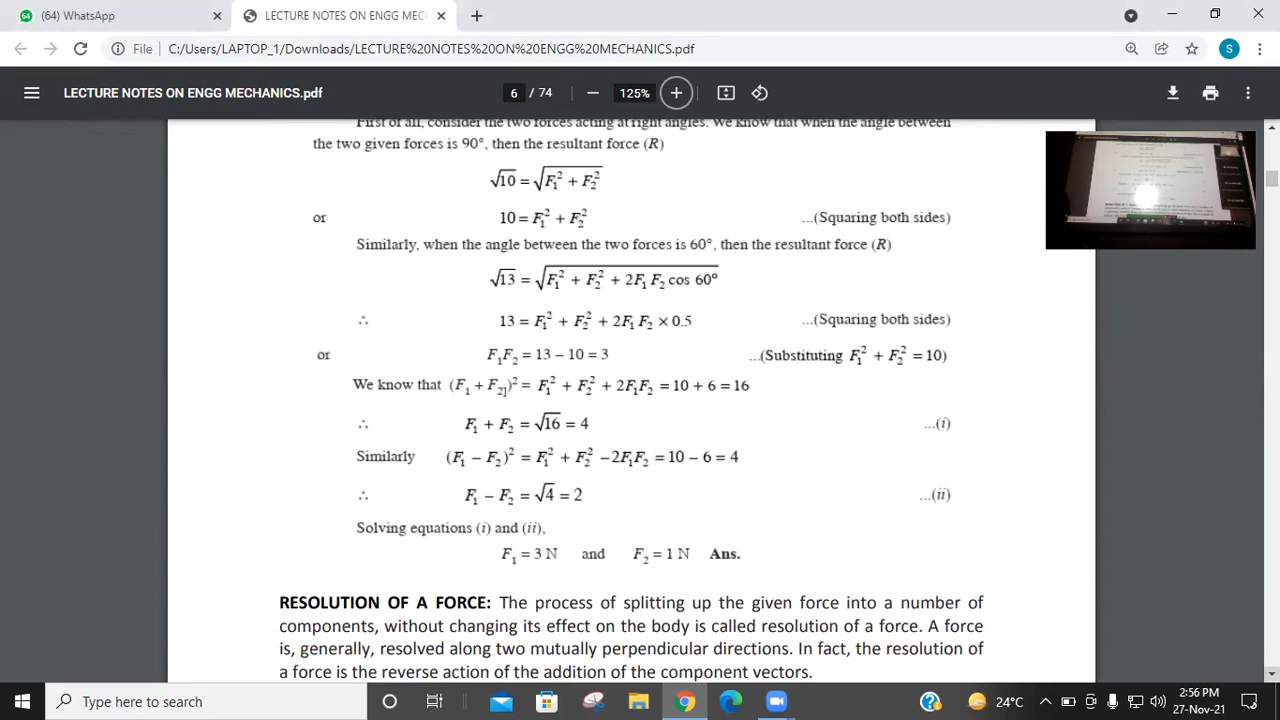 (64) WhatsApp
LECTURE NOTES ON ENGG MEC
File C:/Users/LAPTOP_1/Downloads/LECTURE%20NOTES%20ON%20ENGG%20MECHANICS.pdf
S
LECTURE NOTES ON ENGG MECHANICS.pdf
6 / 74
125%
First of all, consider the two forces acting at right angles. We know that when the angle between
the two given forces is 90°, then the resultant force (R)
√10 = √(F₁² + F₂²)
or 10 = F₁² + F₂² ...(Squaring both sides)
Similarly, when the angle between the two forces is 60°, then the resultant force (R)
√13 = √(F₁² + F₂² + 2F₁ F₂ cos 60°)
∴ 13 = F₁² + F₂² + 2F₁ F₂ × 0.5 ...(Squaring both sides)
or F₁F₂ = 13 – 10 = 3 ...(Substituting F₁² + F₂² = 10)
We know that (F₁ + F₂])² = F₁² + F₂² + 2F₁F₂ = 10 + 6 = 16
∴ F₁ + F₂ = √16 = 4 ...(i)
Similarly (F₁ – F₂)² = F₁² + F₂² – 2F₁F₂ = 10 – 6 = 4
∴ F₁ – F₂ = √4 = 2 ...(ii)
Solving equations (i) and (ii),
F₁ = 3 N and F₂ = 1 N Ans.
RESOLUTION OF A FORCE: The process of splitting up the given force into a number of
components, without changing its effect on the body is called resolution of a force. A force
is, generally, resolved along two mutually perpendicular directions. In fact, the resolution of
a force is the reverse action of the addition of the component vectors.
Type here to search
24°C
2:56 PM
27-Nov-21